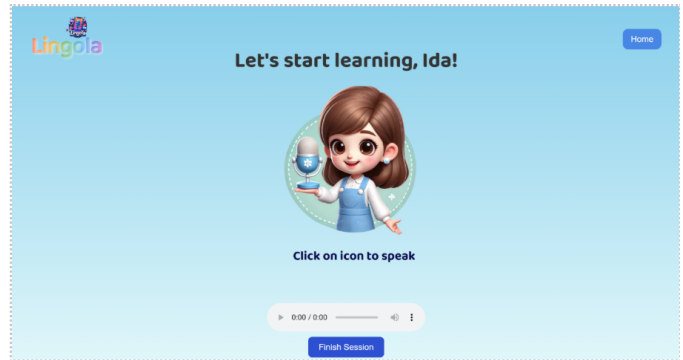 Lingola
Home
Let's start learning, Ida!
Click on icon to speak
0:00 / 0:00
Finish Session